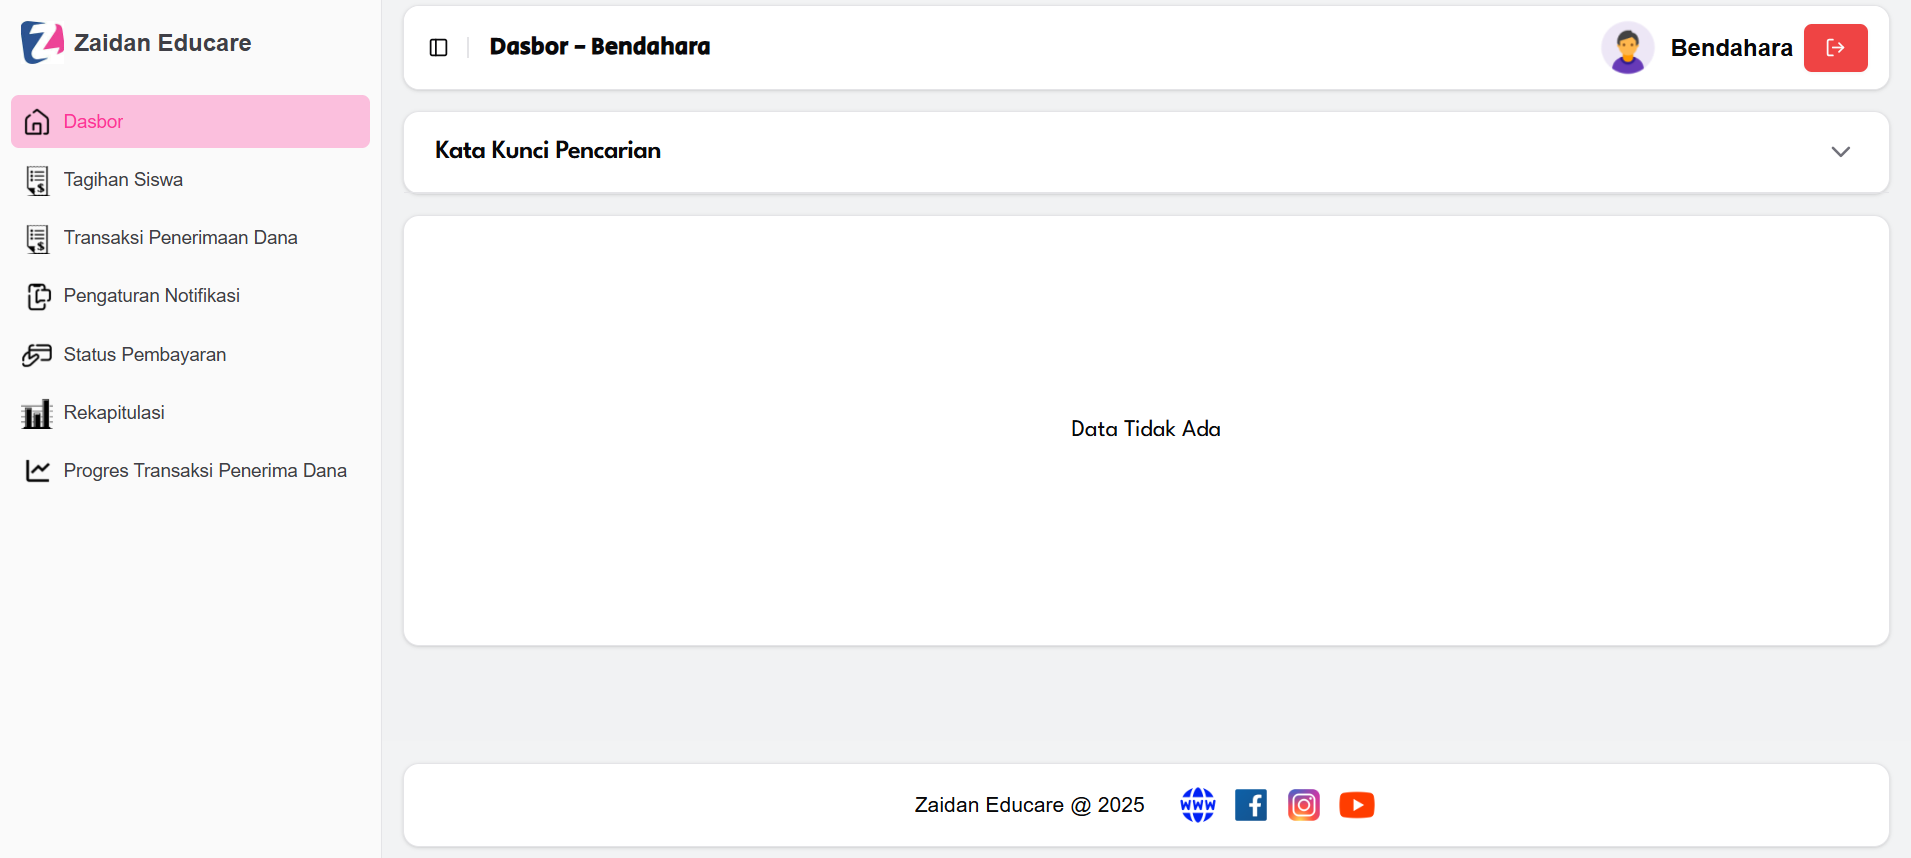 Zaidan Educare
Dasbor
Tagihan Siswa
Transaksi Penerimaan Dana
Pengaturan Notifikasi
Status Pembayaran
Rekapitulasi
Progres Transaksi Penerima Dana
Dasbor - Bendahara
Bendahara
Kata Kunci Pencarian
Data Tidak Ada
Zaidan Educare @ 2025
www